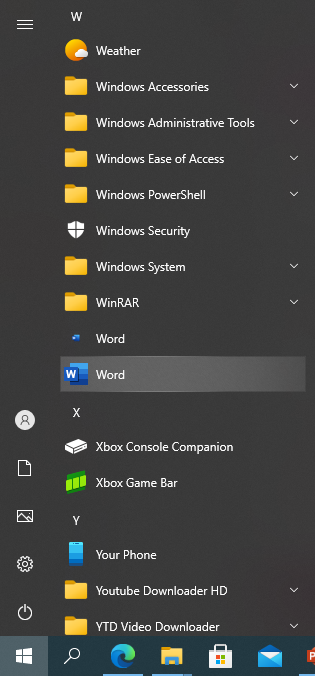 W
Weather
Windows Accessories
Windows Administrative Tools
Windows Ease of Access
Windows PowerShell
Windows Security
Windows System
WinRAR
Word
W Word
X
Xbox Console Companion
Xbox Game Bar
Y
Your Phone
Youtube Downloader HD
YTD Video Downloader
P